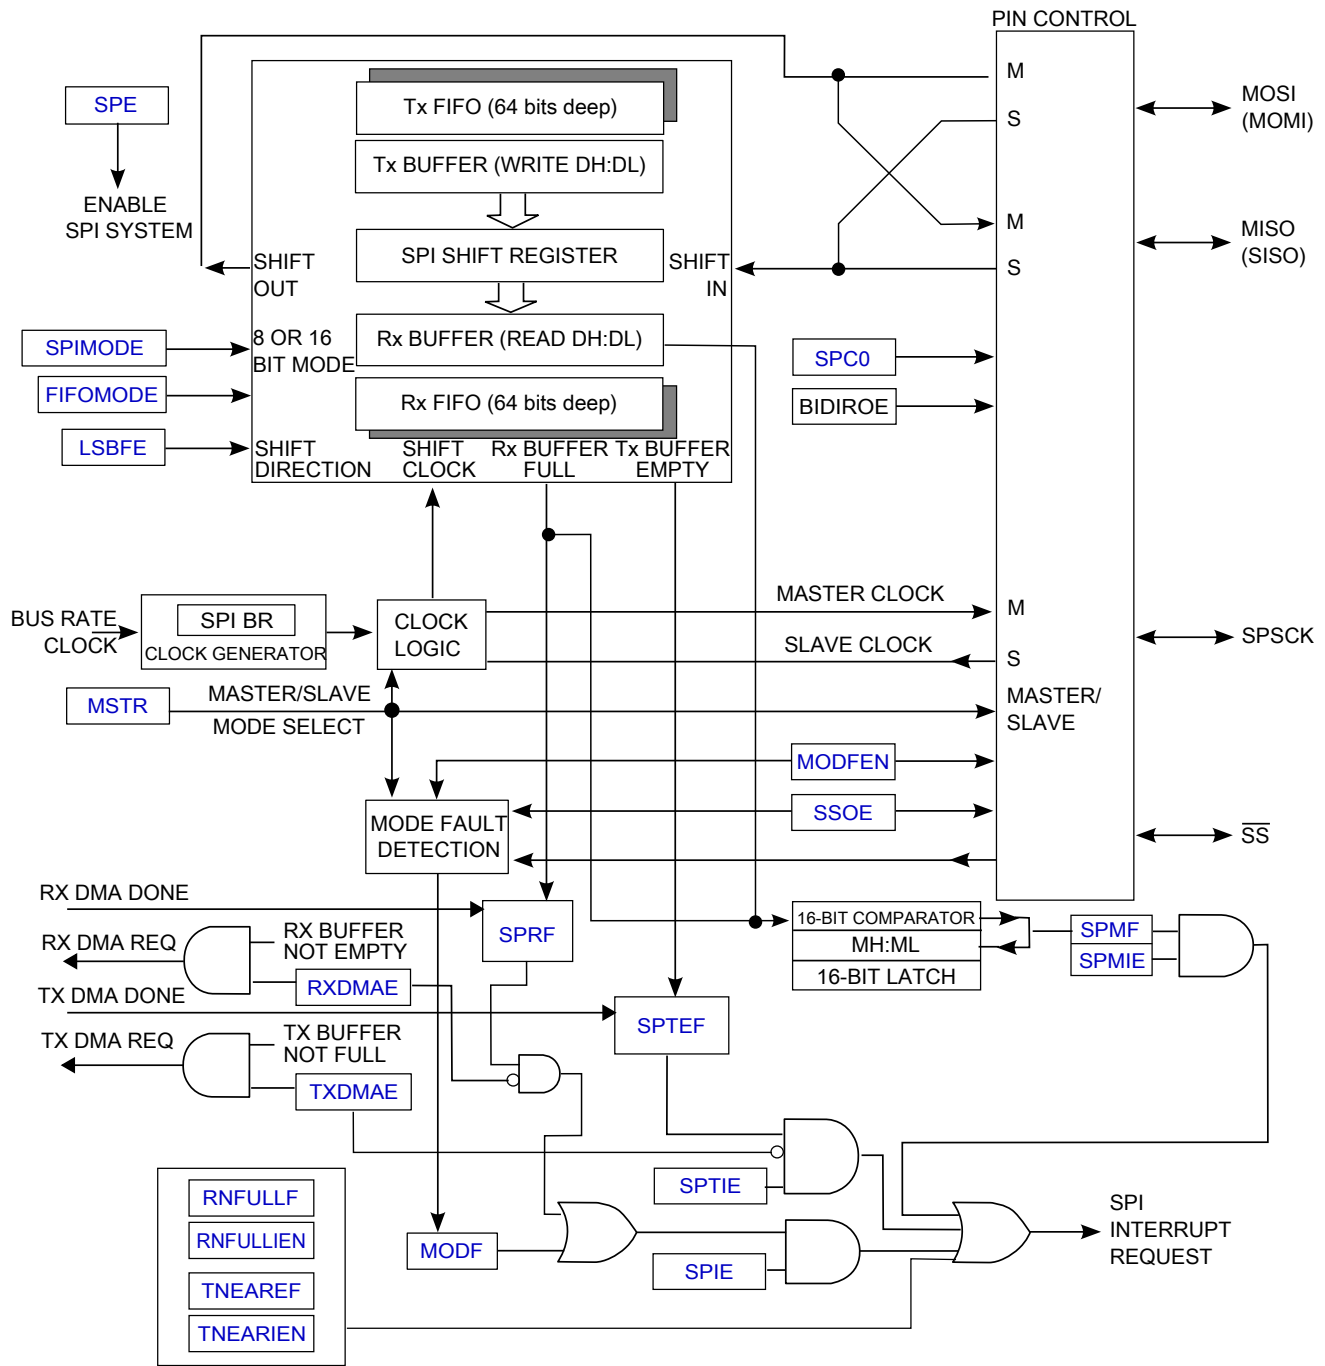 PIN CONTROL
M
S
MOSI
(MOMI)
M
S
MISO
(SISO)
SPE
ENABLE
SPI SYSTEM
Tx FIFO (64 bits deep)
Tx BUFFER (WRITE DH:DL)
SPI SHIFT REGISTER
SHIFT
OUT
SHIFT
IN
Rx BUFFER (READ DH:DL)
8 OR 16
BIT MODE
Rx FIFO (64 bits deep)
SPIMODE
FIFOMODE
LSBFE
SHIFT
DIRECTION
SHIFT
CLOCK
Rx BUFFER
FULL
Tx BUFFER
EMPTY
SPC0
BIDIROE
BUS RATE
CLOCK
SPI BR
CLOCK GENERATOR
CLOCK
LOGIC
MASTER CLOCK
M
SLAVE CLOCK
S
SPSCK
MSTR
MASTER/SLAVE
MODE SELECT
MASTER/
SLAVE
MODFEN
SSOE
MODE FAULT
DETECTION
SS
RX DMA DONE
RX DMA REQ
RX BUFFER
NOT EMPTY
RXDMAE
SPRF
16-BIT COMPARATOR
MH:ML
16-BIT LATCH
SPMF
SPMIE
TX DMA DONE
TX DMA REQ
TX BUFFER
NOT FULL
TXDMAE
SPTEF
SPTIE
RNFULLF
RNFULLIEN
TNEAREF
TNEARIEN
MODF
SPIE
SPI
INTERRUPT
REQUEST